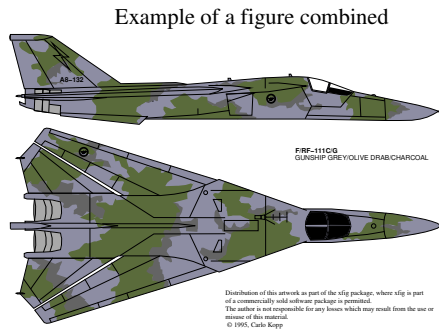 Example of a figure combined
A8-132
F/RF-111C/G
GUNSHIP GREY/OLIVE DRAB/CHARCOAL
Distribution of this artwork as part of the xfig package, where xfig is part
of a commercially sold software package is permitted.
The author is not responsible for any losses which may result from the use or
misuse of this material.
© 1995, Carlo Kopp